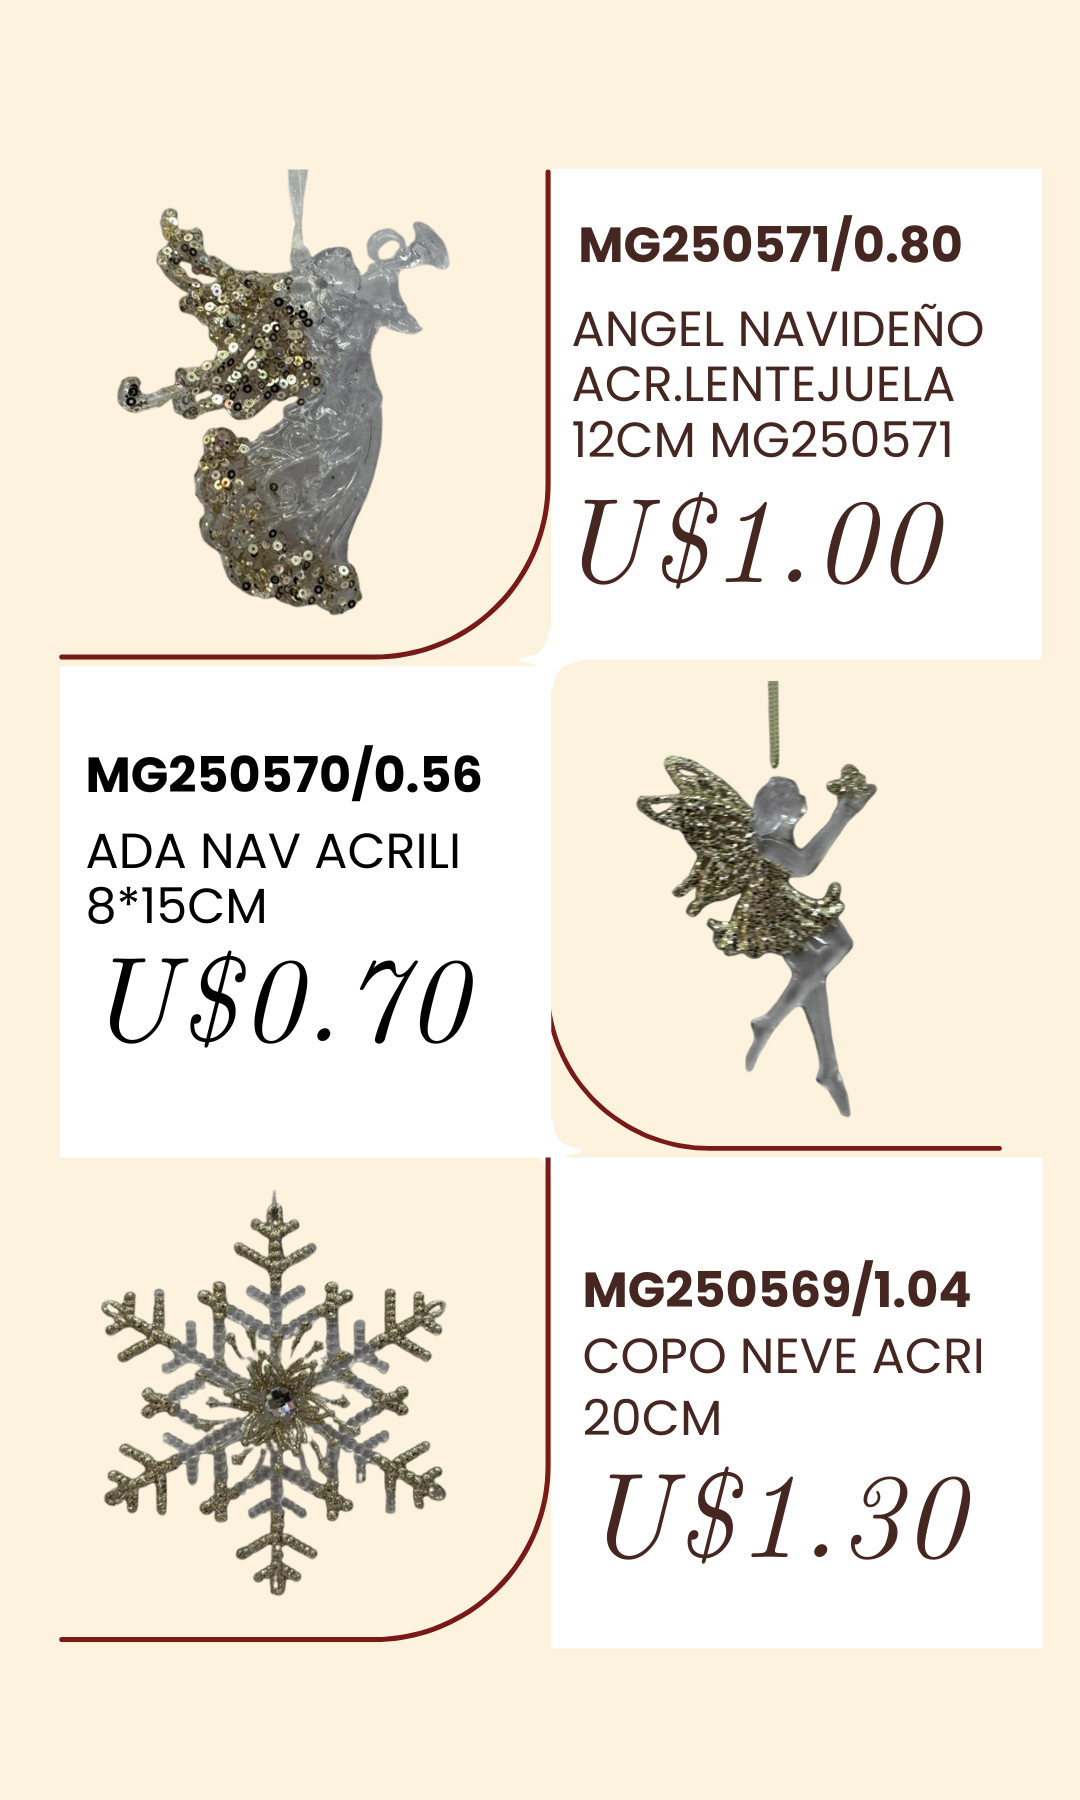 MG250571/0.80
ANGEL NAVIDEÑO
ACR.LENTEJUELA
12CM MG250571
U$1.00
MG250570/0.56
ADA NAV ACRILI
8*15CM
U$0.70
MG250569/1.04
COPO NEVE ACRI
20CM
U$1.30